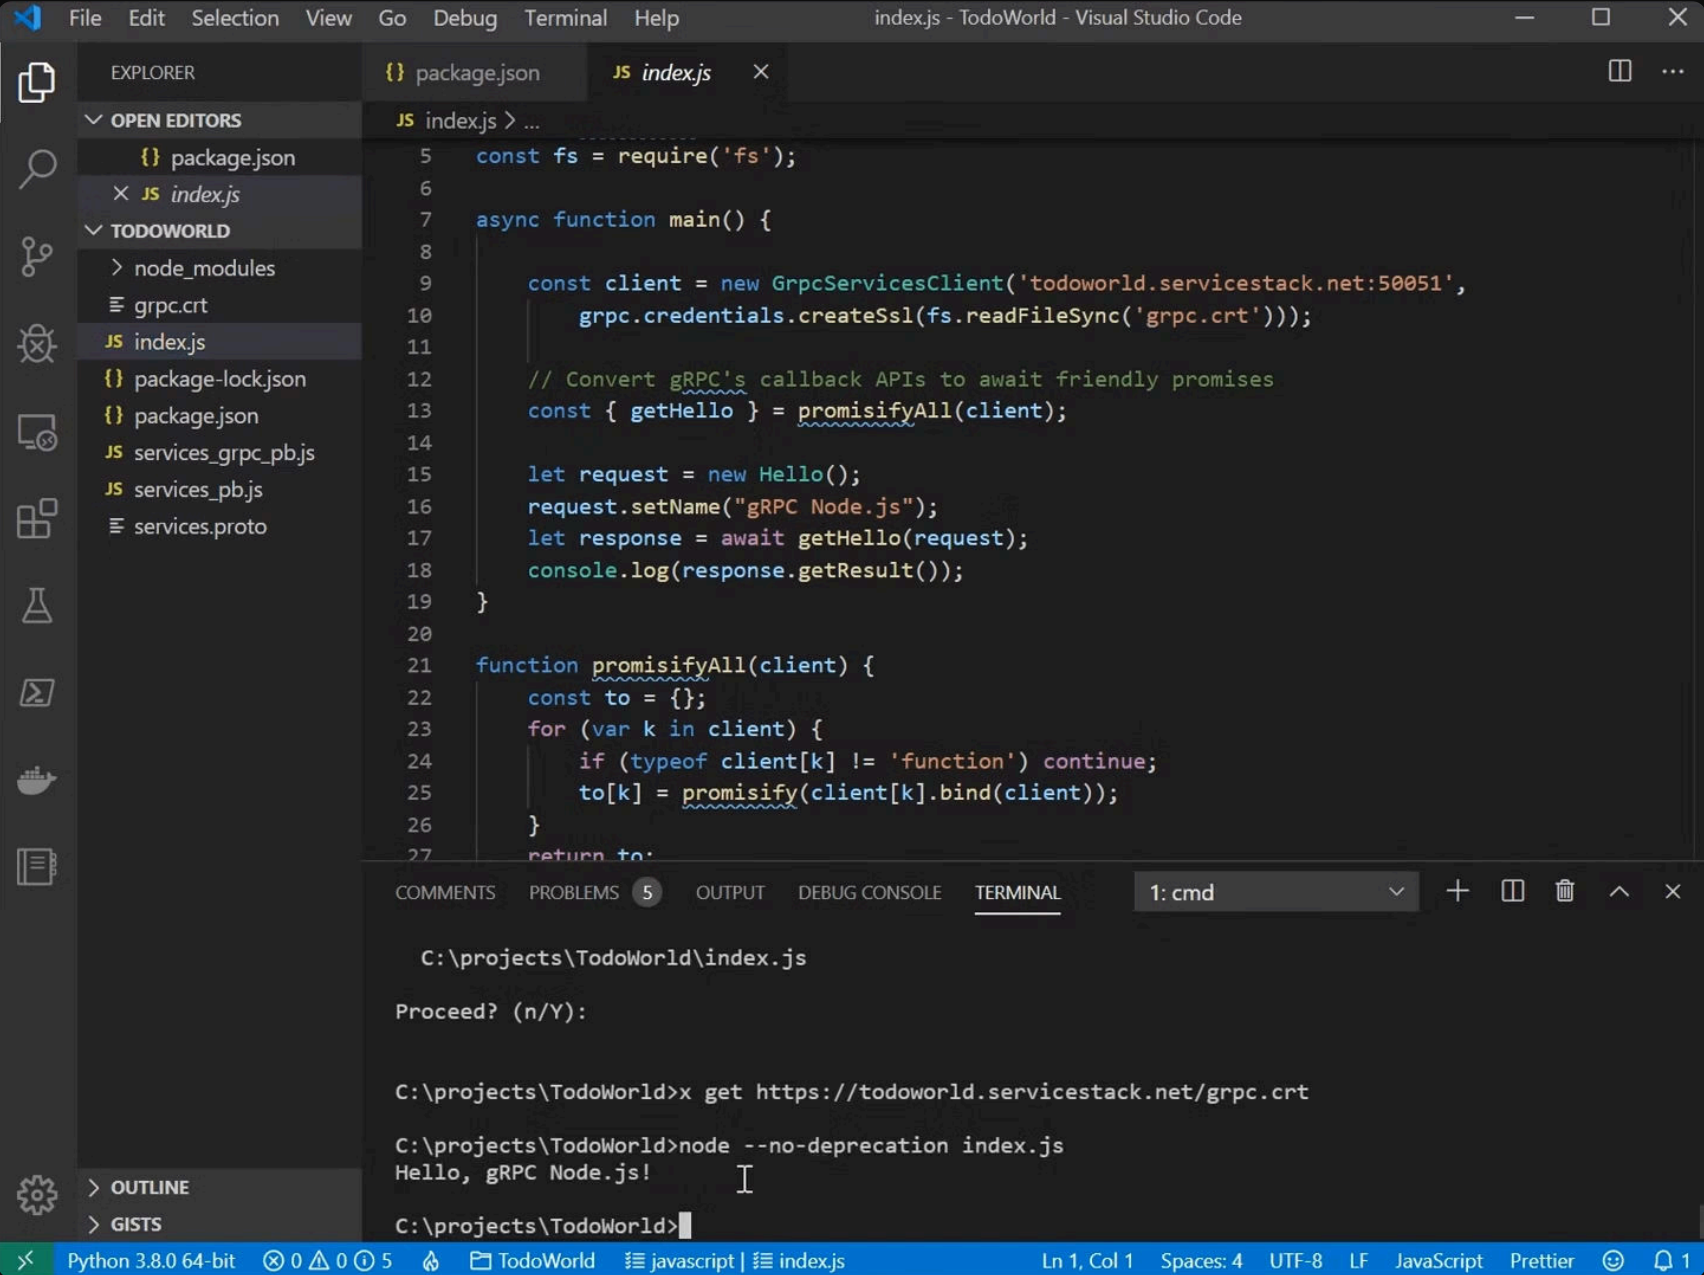 File Edit Selection View Go Debug Terminal Help index.js - TodoWorld - Visual Studio Code
EXPLORER
OPEN EDITORS
{} package.json
JS index.js
TODOWORLD
node_modules
grpc.crt
JS index.js
{} package-lock.json
{} package.json
JS services_grpc_pb.js
JS services_pb.js
services.proto
OUTLINE
GISTS
{} package.json JS index.js
JS index.js > ...
5 const fs = require('fs');
6
7 async function main() {
8
9 const client = new GrpcServicesClient('todoworld.servicestack.net:50051',
10 grpc.credentials.createSsl(fs.readFileSync('grpc.crt')));
11
12 // Convert gRPC's callback APIs to await friendly promises
13 const { getHello } = promisifyAll(client);
14
15 let request = new Hello();
16 request.setName("gRPC Node.js");
17 let response = await getHello(request);
18 console.log(response.getResult());
19 }
20
21 function promisifyAll(client) {
22 const to = {};
23 for (var k in client) {
24 if (typeof client[k] != 'function') continue;
25 to[k] = promisify(client[k].bind(client));
26 }
27 return to;
COMMENTS PROBLEMS 5 OUTPUT DEBUG CONSOLE TERMINAL 1: cmd
C:\projects\TodoWorld\index.js
Proceed? (n/Y):
C:\projects\TodoWorld>x get https://todoworld.servicestack.net/grpc.crt
C:\projects\TodoWorld>node --no-deprecation index.js
Hello, gRPC Node.js!
C:\projects\TodoWorld>
Python 3.8.0 64-bit 0 0 5 TodoWorld javascript | index.js Ln 1, Col 1 Spaces: 4 UTF-8 LF JavaScript Prettier 1